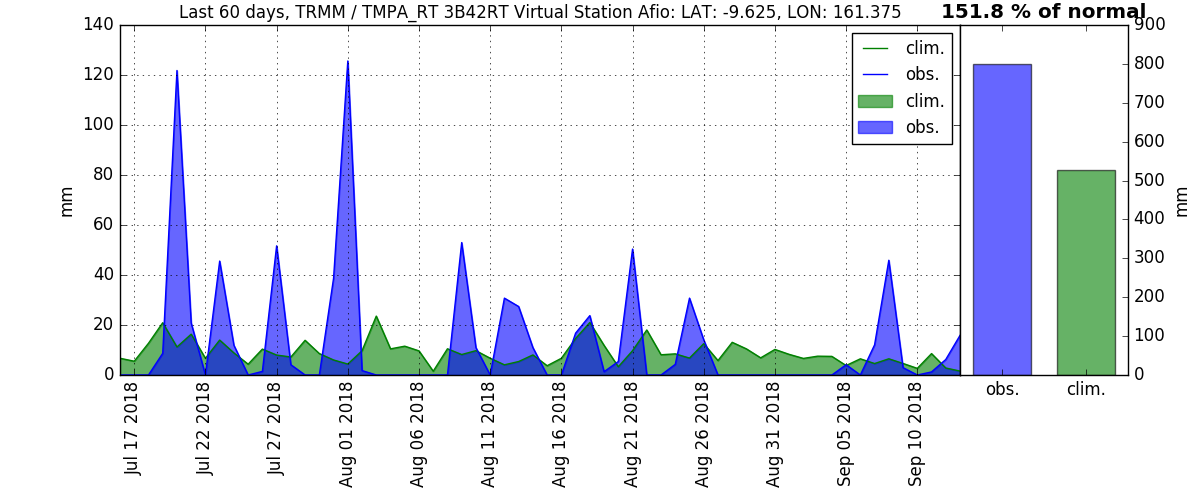 Last 60 days, TRMM / TMPA_RT 3B42RT Virtual Station Afio: LAT: -9.625, LON: 161.375
151.8 % of normal
140
120
100
80
60
40
20
0
mm
clim.
obs.
clim.
obs.
900
800
700
600
500
400
300
200
100
0
mm
Jul 17 2018
Jul 22 2018
Jul 27 2018
Aug 01 2018
Aug 06 2018
Aug 11 2018
Aug 16 2018
Aug 21 2018
Aug 26 2018
Aug 31 2018
Sep 05 2018
Sep 10 2018
obs.
clim.